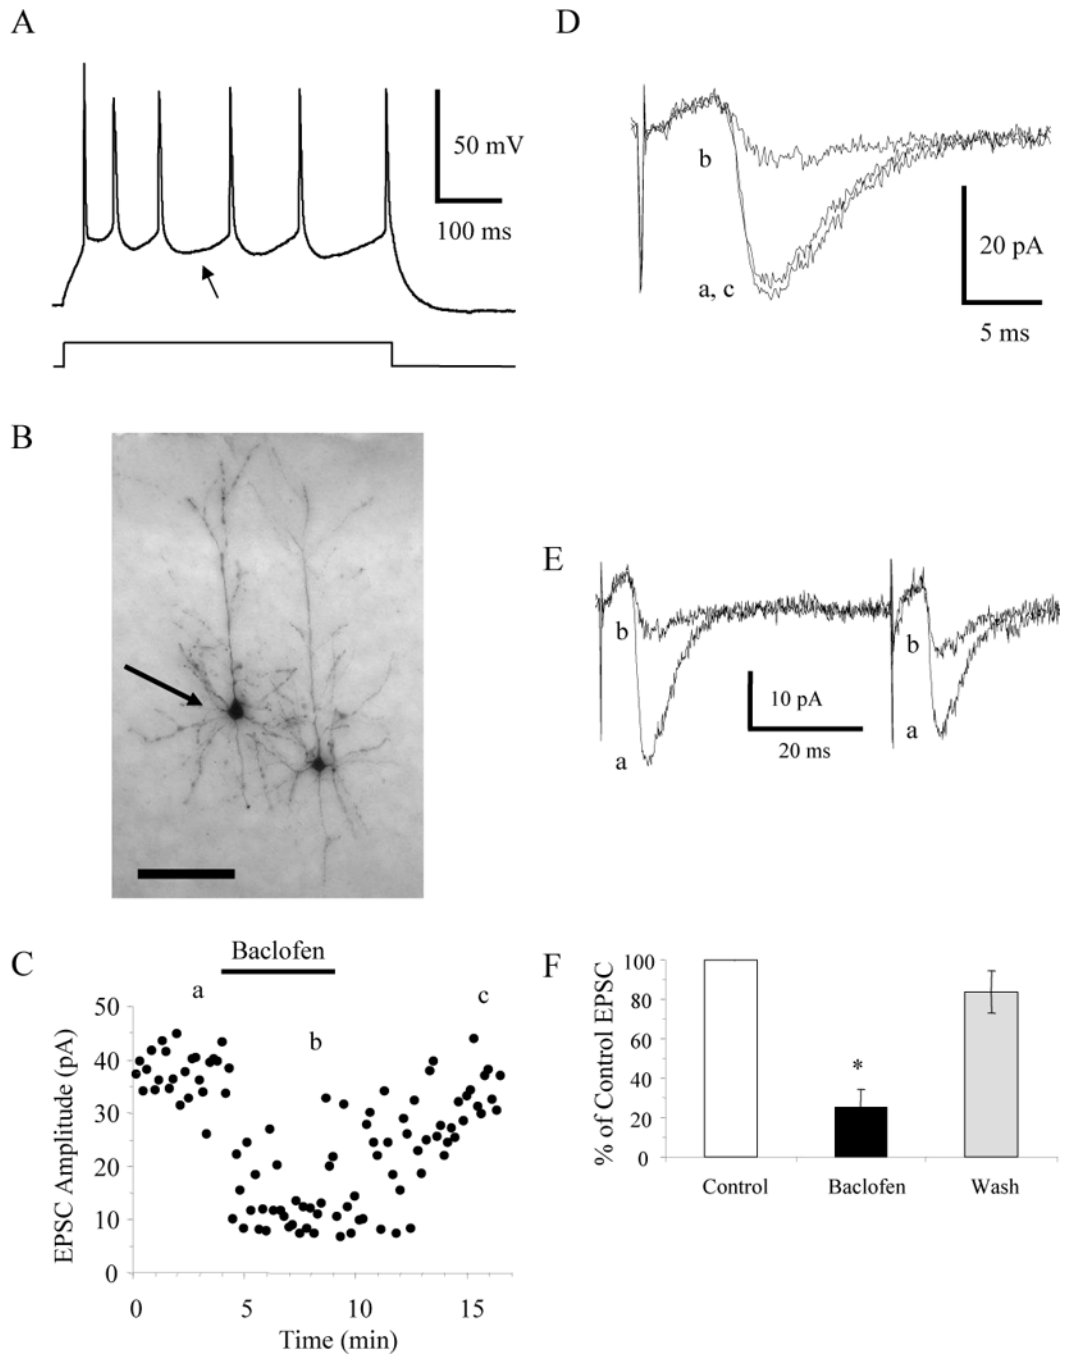 A
50 mV
100 ms
B
C
Baclofen
a
b
c
EPSC Amplitude (pA)
50
40
30
20
10
0
0
5
10
15
Time (min)
D
b
a, c
20 pA
5 ms
E
b
a
10 pA
20 ms
b
a
F
% of Control EPSC
100
80
60
40
20
0
*
Control
Baclofen
Wash